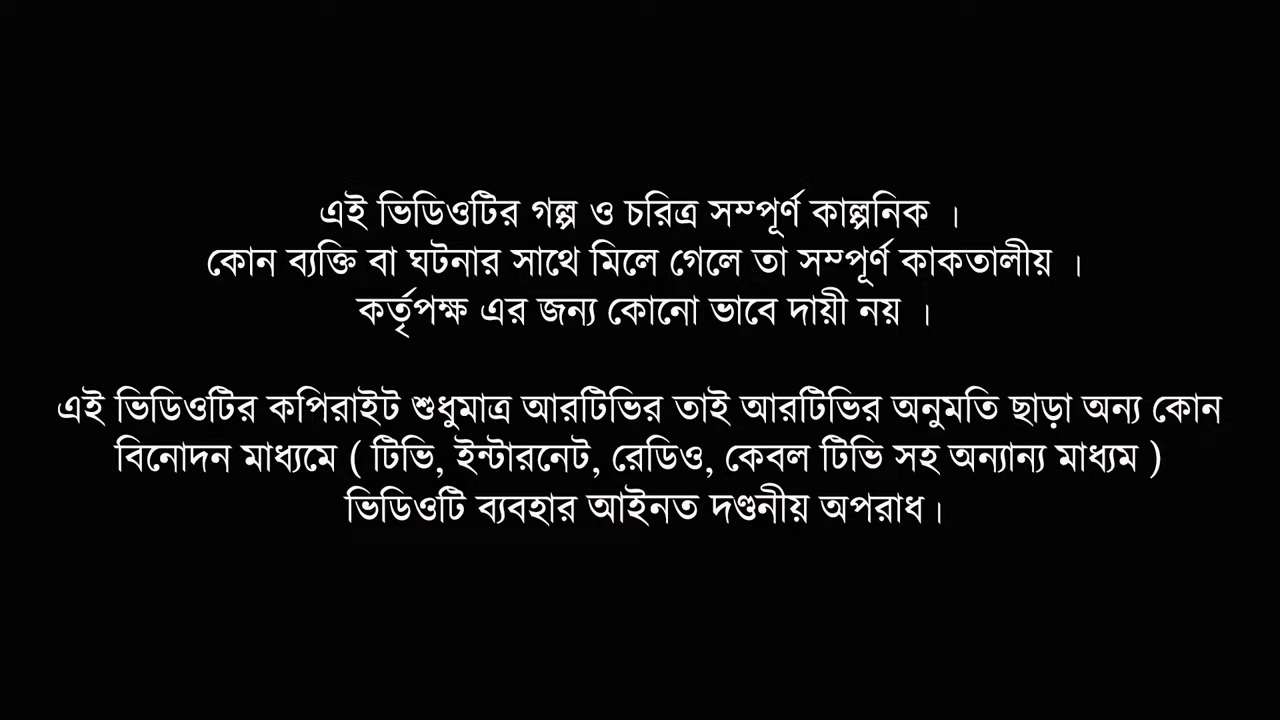 এই ভিডিওটির গল্প ও চরিত্র সম্পূর্ণ কাল্পনিক ।
কোন ব্যক্তি বা ঘটনার সাথে মিলে গেলে তা সম্পূর্ণ কাকতালীয় ।
কর্তৃপক্ষ এর জন্য কোনো ভাবে দায়ী নয় ।
এই ভিডিওটির কপিরাইট শুধুমাত্র আরটিভির তাই আরটিভির অনুমতি ছাড়া অন্য কোন
বিনোদন মাধ্যমে ( টিভি, ইন্টারনেট, রেডিও, কেবল টিভি সহ অন্যান্য মাধ্যম )
ভিডিওটি ব্যবহার আইনত দণ্ডনীয় অপরাধ।